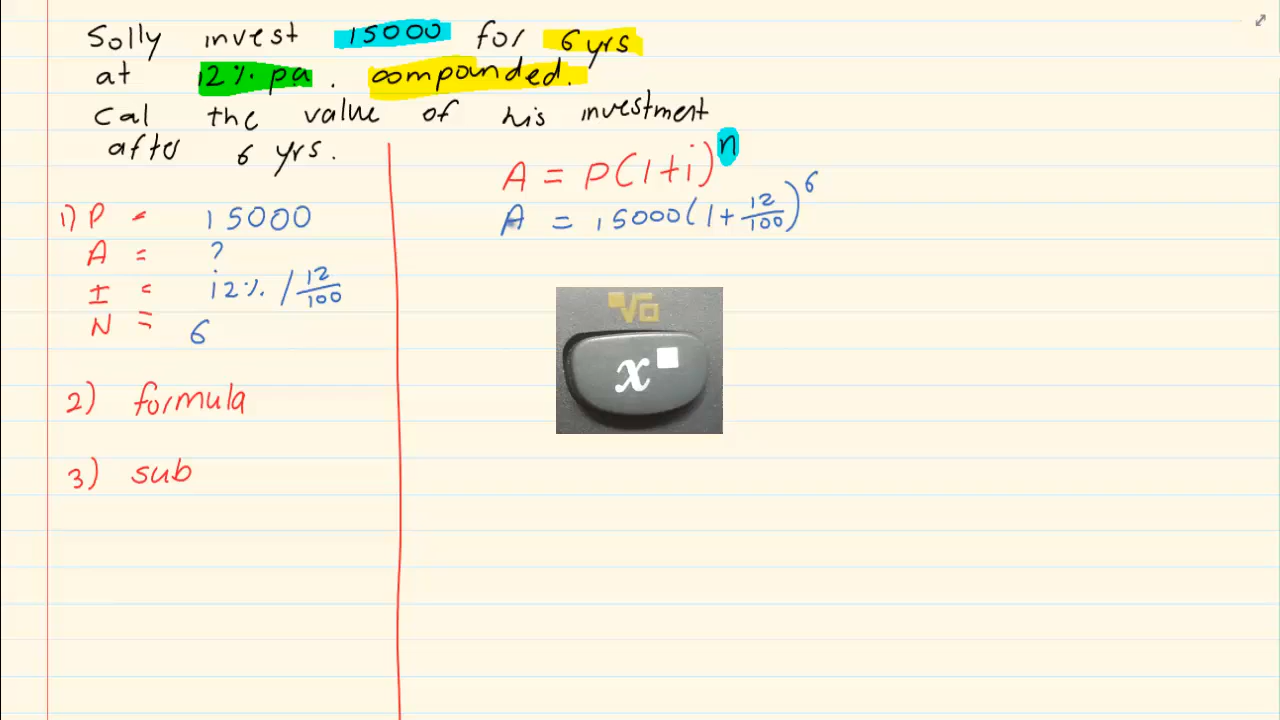 Solly invest 15000 for 6 yrs
at 12% pa. compounded.
Cal the value of his investment
after 6 yrs.
1) P = 15000
A = ?
I = 12% / 12/100
N = 6
2) formula
3) sub
A = P(1+i)^n
A = 15000(1+12/100)^6
■√□
x■